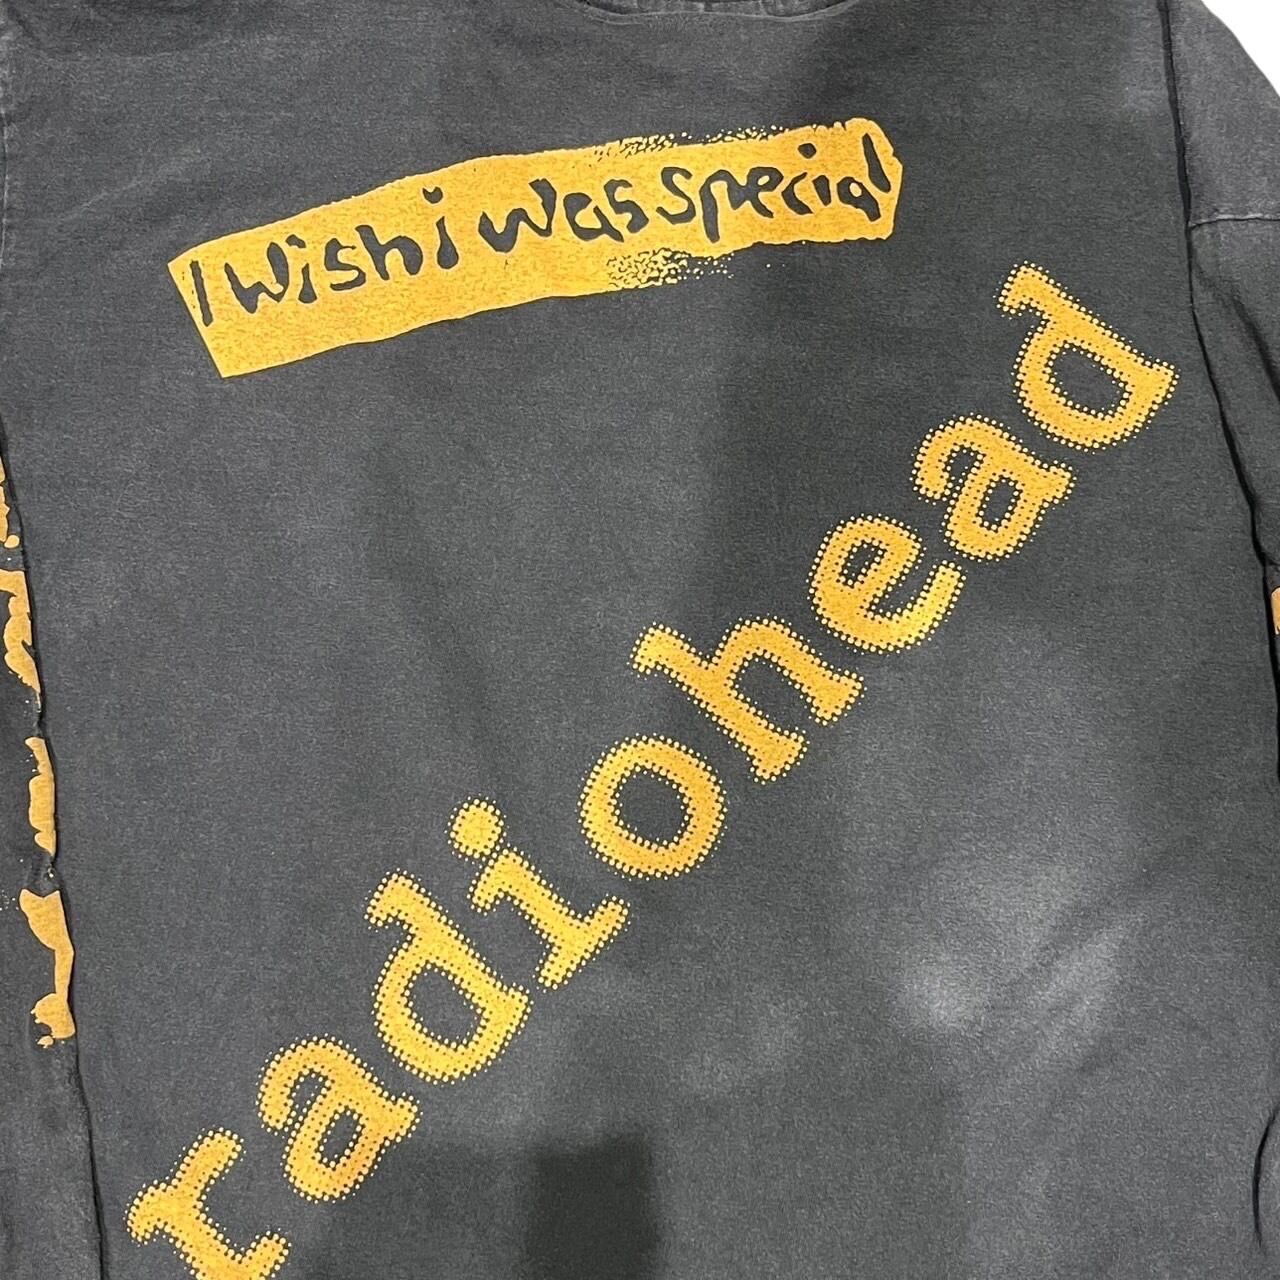 I Wish i was special
radiohead